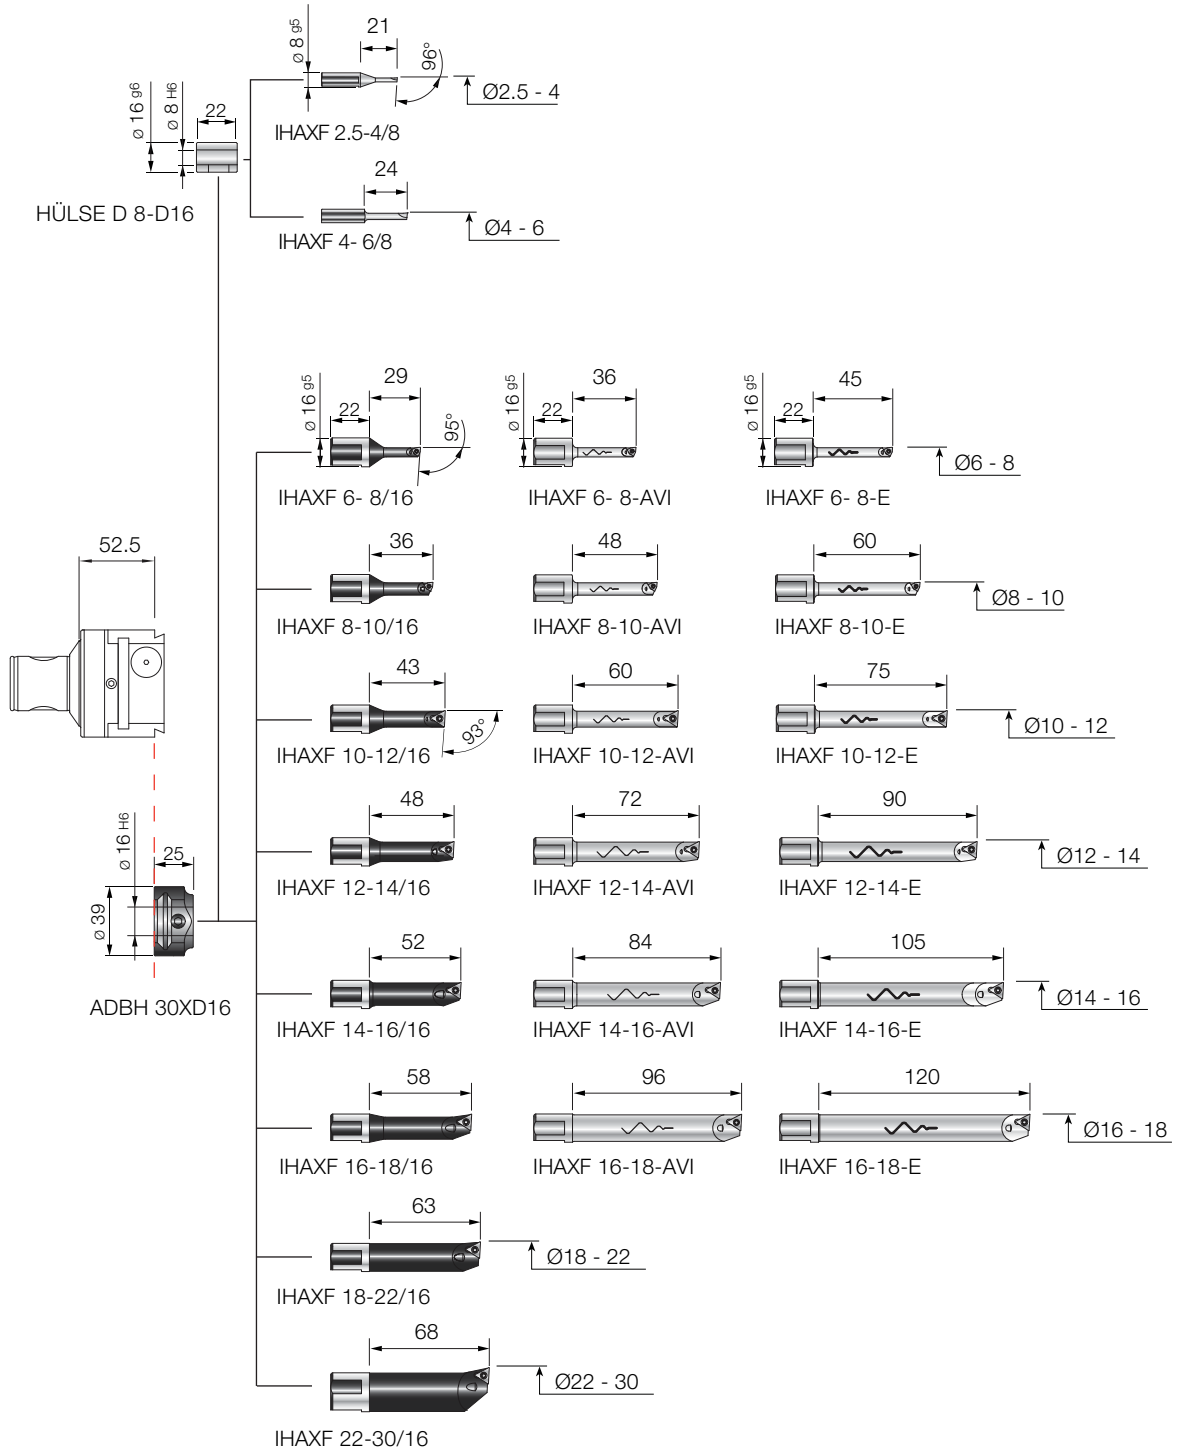 Ø 8 g5
21
96°
Ø2.5 - 4
IHAXF 2.5-4/8
Ø 16 g6
Ø 8 H6
22
HÜLSE D 8-D16
24
Ø4 - 6
IHAXF 4- 6/8
Ø 16 g5
22
29
95°
IHAXF 6- 8/16
Ø 16 g5
22
36
IHAXF 6- 8-AVI
Ø 16 g5
22
45
IHAXF 6- 8-E
Ø6 - 8
52.5
36
IHAXF 8-10/16
48
IHAXF 8-10-AVI
60
IHAXF 8-10-E
Ø8 - 10
43
93°
IHAXF 10-12/16
60
IHAXF 10-12-AVI
75
IHAXF 10-12-E
Ø10 - 12
48
IHAXF 12-14/16
72
IHAXF 12-14-AVI
90
IHAXF 12-14-E
Ø12 - 14
Ø 16 H6
25
Ø 39
ADBH 30XD16
52
IHAXF 14-16/16
84
IHAXF 14-16-AVI
105
IHAXF 14-16-E
Ø14 - 16
58
IHAXF 16-18/16
96
IHAXF 16-18-AVI
120
IHAXF 16-18-E
Ø16 - 18
63
Ø18 - 22
IHAXF 18-22/16
68
Ø22 - 30
IHAXF 22-30/16